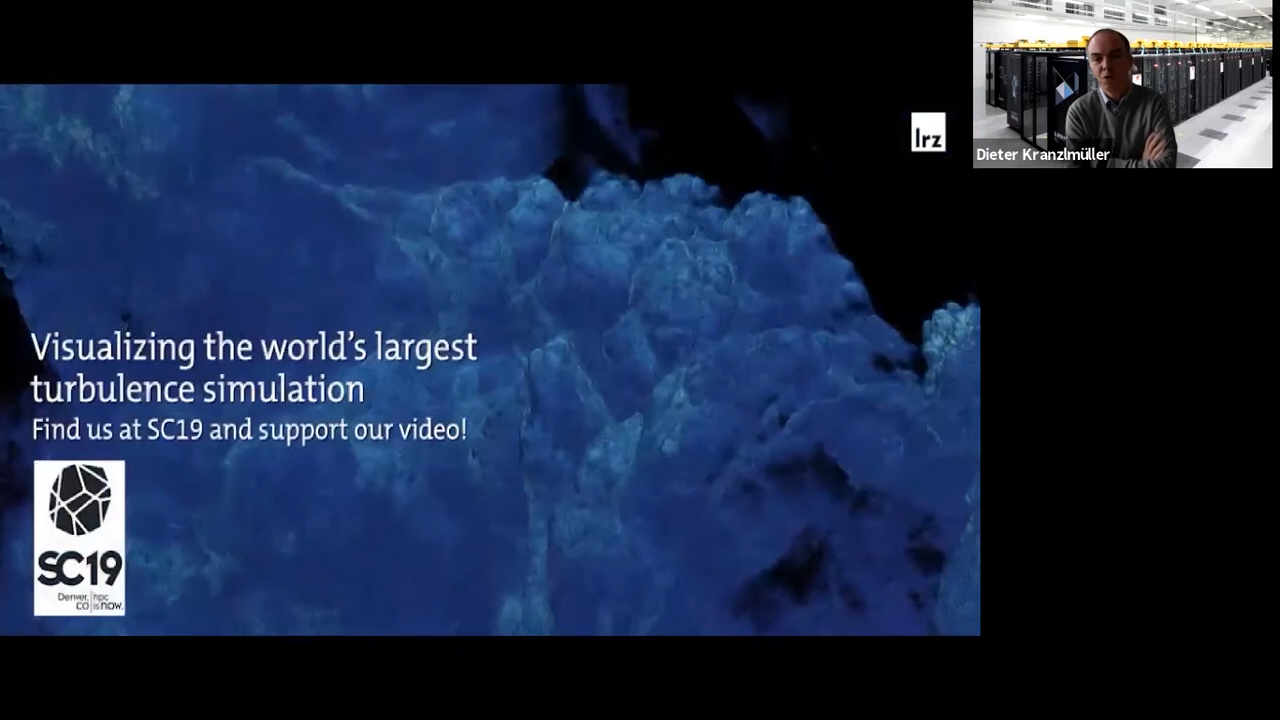 lrz
Dieter Kranzlmüller
Visualizing the world's largest
turbulence simulation
Find us at SC19 and support our video!
SC19
Denver, hpc
CO is now.